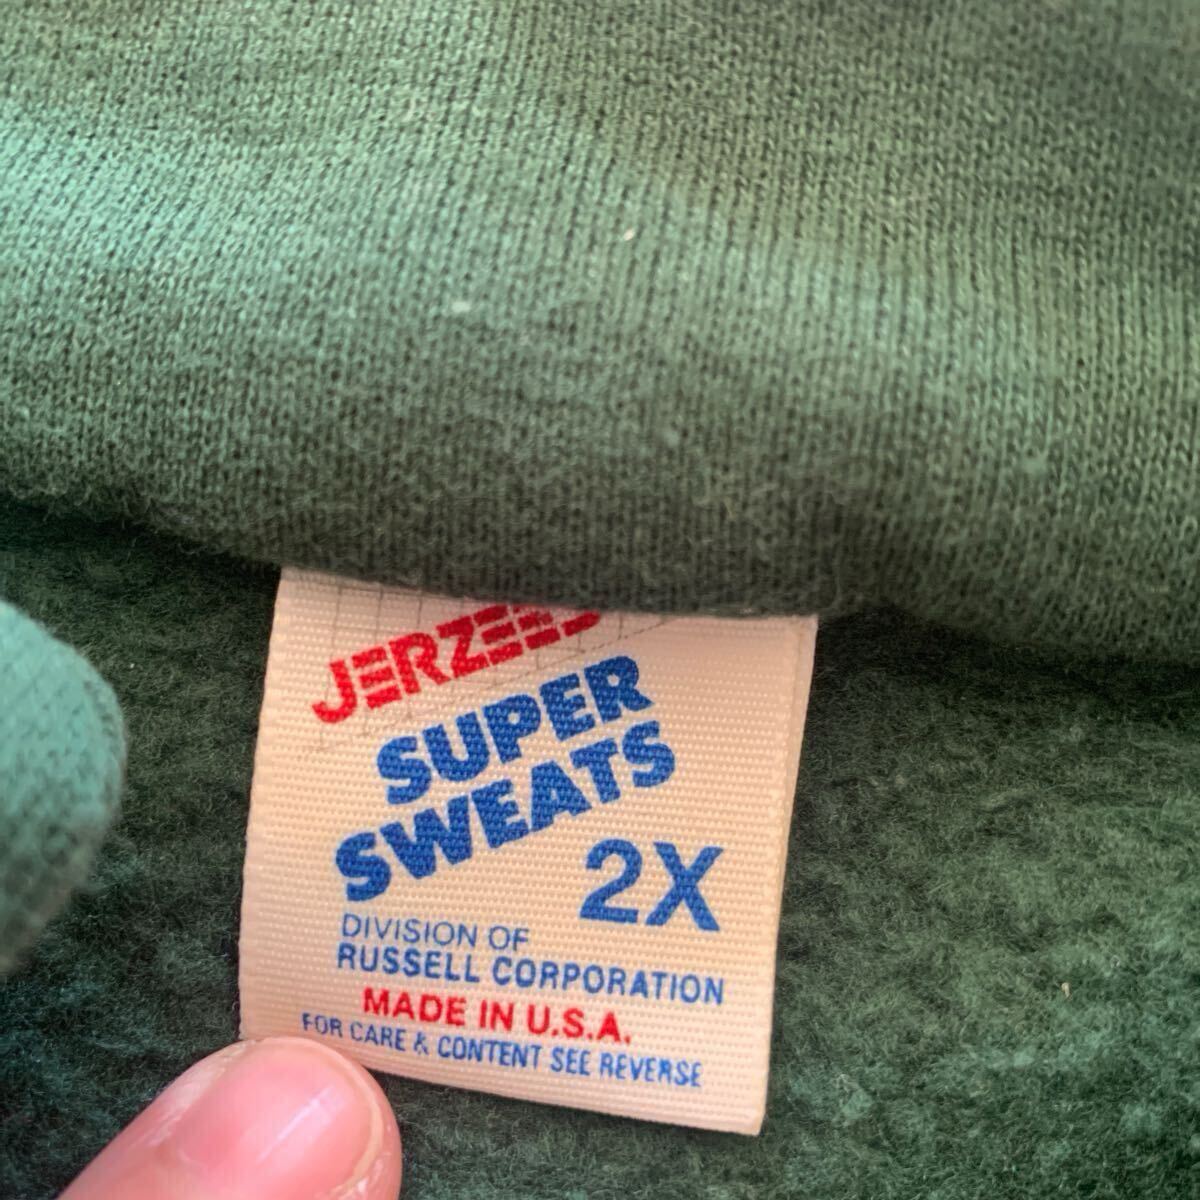 JERZEES
SUPER
SWEATS
2X
DIVISION OF
RUSSELL CORPORATION
MADE IN U.S.A.
FOR CARE & CONTENT SEE REVERSE